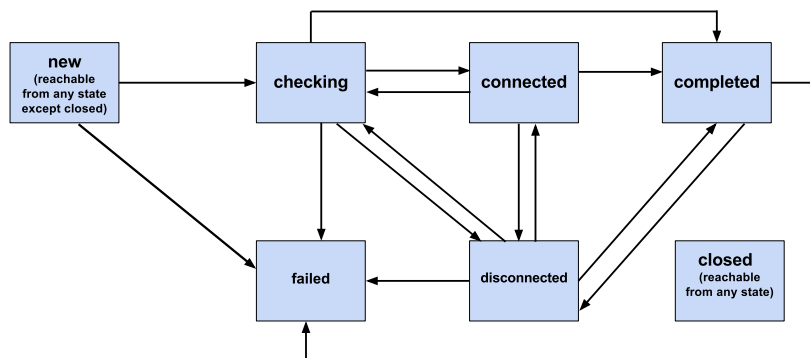 new
(reachable
from any state
except closed)
checking
connected
completed
failed
disconnected
closed
(reachable
from any state)